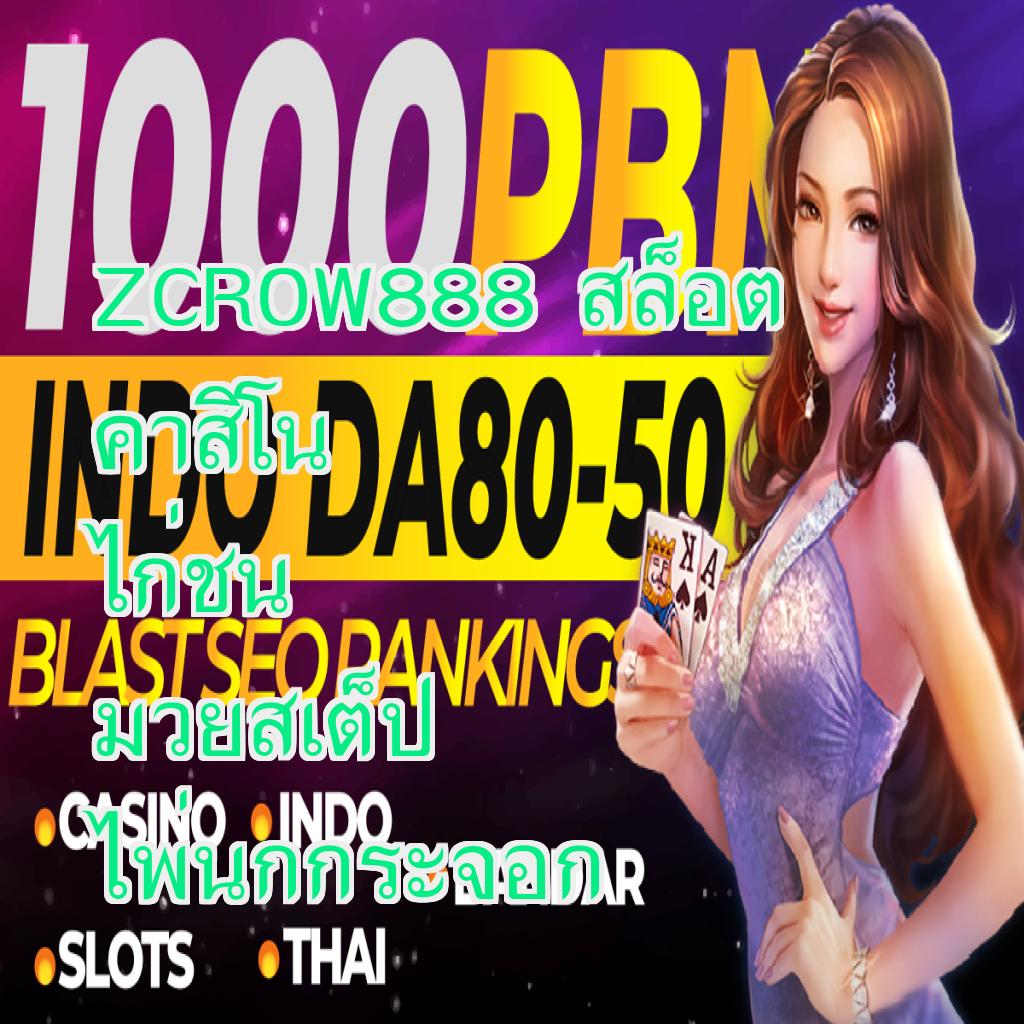 1000PBN
ZCROW888 สล็อต
INDO DA80-50
คาสิโน
ไก่ชน
BLAST SEO RANKINGS
มวยสเต็ป
CASINO
INDO
ไพ่นกกระจอก
SLOTS
THAI